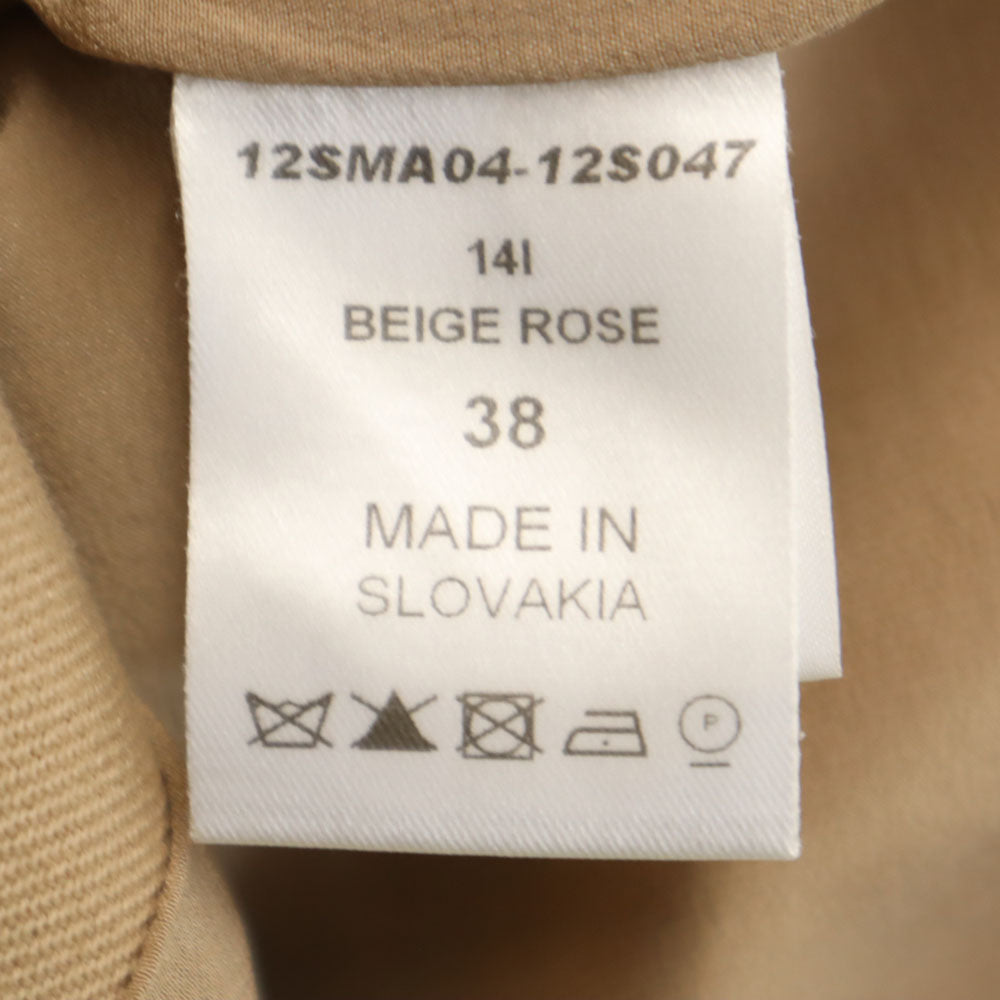 12SMA04-12S047
14I
BEIGE ROSE
38
MADE IN
SLOVAKIA
P